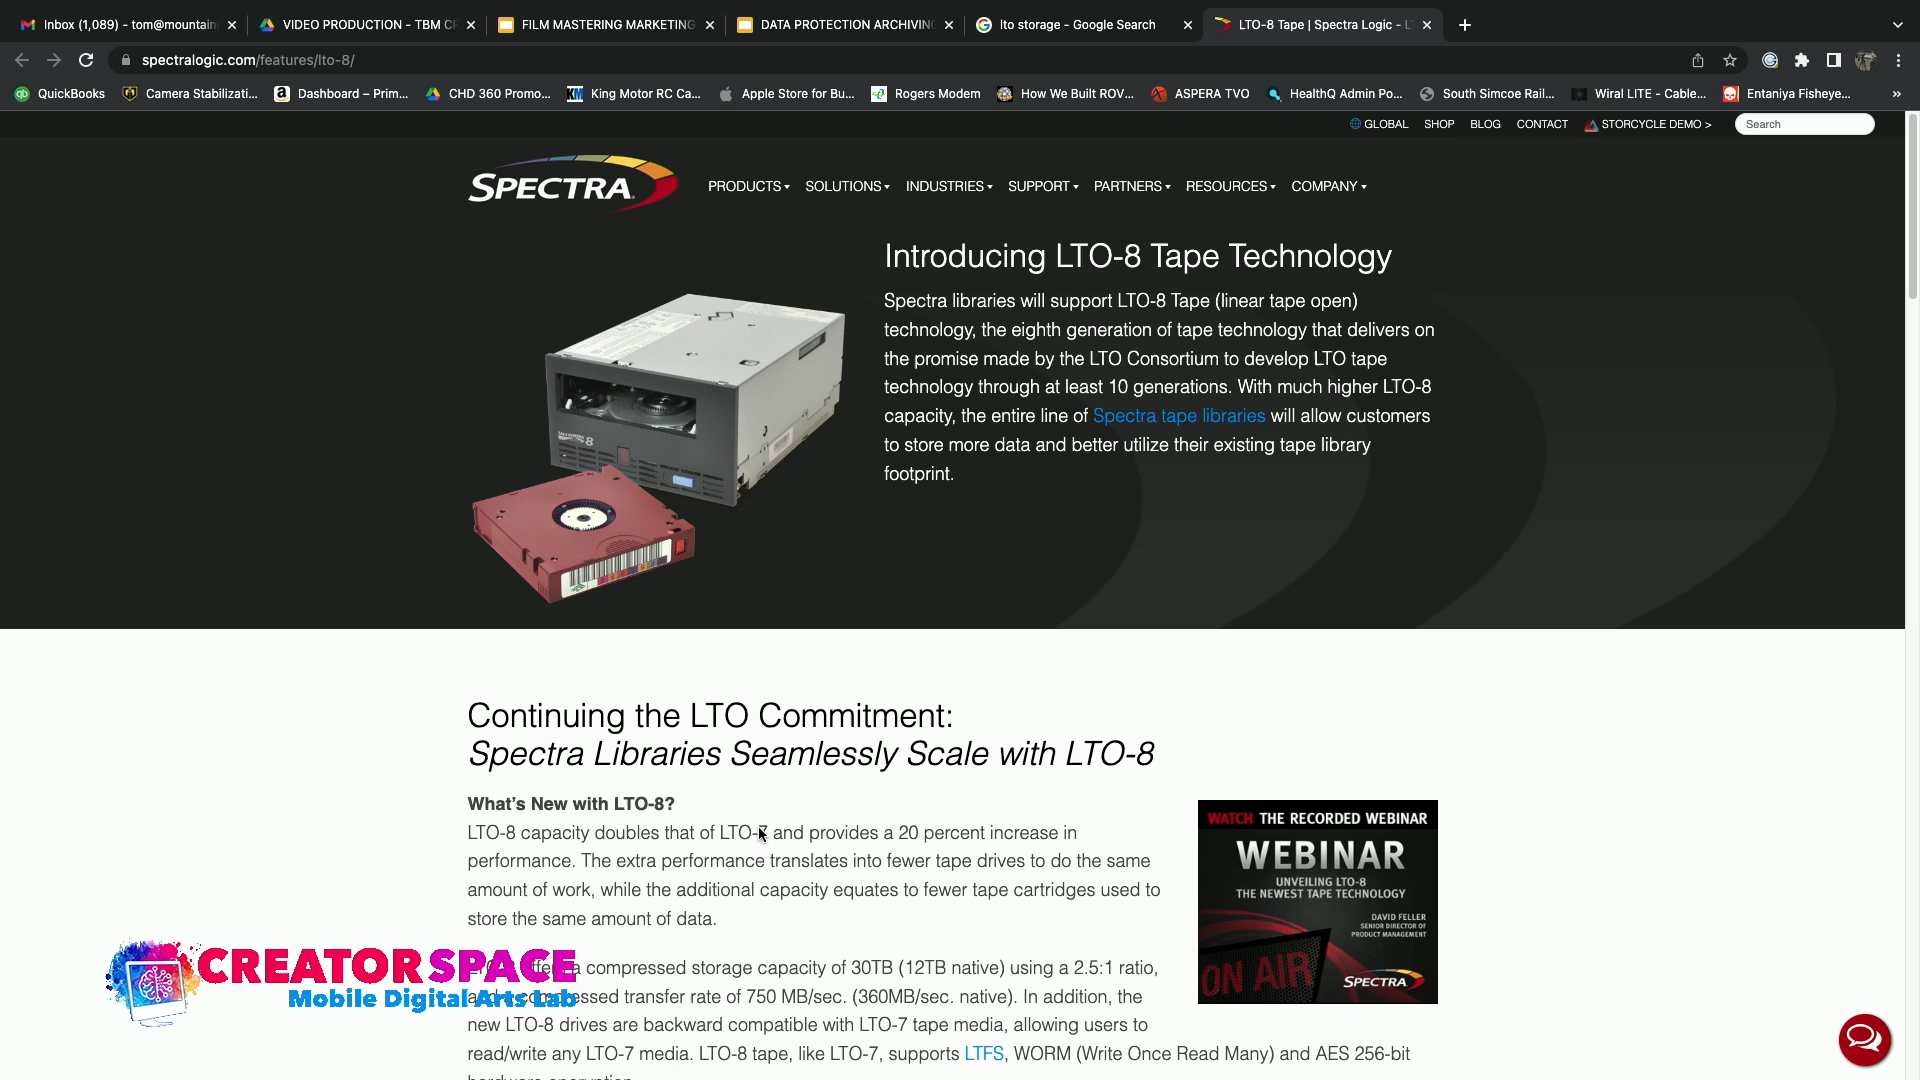 Inbox (1,089) - tom@mountain
VIDEO PRODUCTION - TBM CR
FILM MASTERING MARKETING
DATA PROTECTION ARCHIVING
lto storage - Google Search
LTO-8 Tape | Spectra Logic - L
spectralogic.com/features/lto-8/
QuickBooks
Camera Stabilizati...
Dashboard – Prim...
CHD 360 Promo...
King Motor RC Ca...
Apple Store for Bu...
Rogers Modem
How We Built ROV...
ASPERA TVO
HealthQ Admin Po...
South Simcoe Rail...
Wiral LITE - Cable...
Entaniya Fisheye...
GLOBAL
SHOP
BLOG
CONTACT
STORCYCLE DEMO >
Search
SPECTRA
PRODUCTS
SOLUTIONS
INDUSTRIES
SUPPORT
PARTNERS
RESOURCES
COMPANY
Introducing LTO-8 Tape Technology
Spectra libraries will support LTO-8 Tape (linear tape open)
technology, the eighth generation of tape technology that delivers on
the promise made by the LTO Consortium to develop LTO tape
technology through at least 10 generations. With much higher LTO-8
capacity, the entire line of Spectra tape libraries will allow customers
to store more data and better utilize their existing tape library
footprint.
Continuing the LTO Commitment:
Spectra Libraries Seamlessly Scale with LTO-8
What's New with LTO-8?
LTO-8 capacity doubles that of LTO-7 and provides a 20 percent increase in
performance. The extra performance translates into fewer tape drives to do the same
amount of work, while the additional capacity equates to fewer tape cartridges used to
store the same amount of data.
a compressed storage capacity of 30TB (12TB native) using a 2.5:1 ratio,
transfer rate of 750 MB/sec. (360MB/sec. native). In addition, the
new LTO-8 drives are backward compatible with LTO-7 tape media, allowing users to
read/write any LTO-7 media. LTO-8 tape, like LTO-7, supports LTFS, WORM (Write Once Read Many) and AES 256-bit
WATCH THE RECORDED WEBINAR
WEBINAR
UNVEILING LTO-8
THE NEWEST TAPE TECHNOLOGY
DAVID FELLER
SENIOR DIRECTOR OF
PRODUCT MANAGEMENT
ON AIR
SPECTRA
CREATORSPACE
Mobile Digital Arts Lab